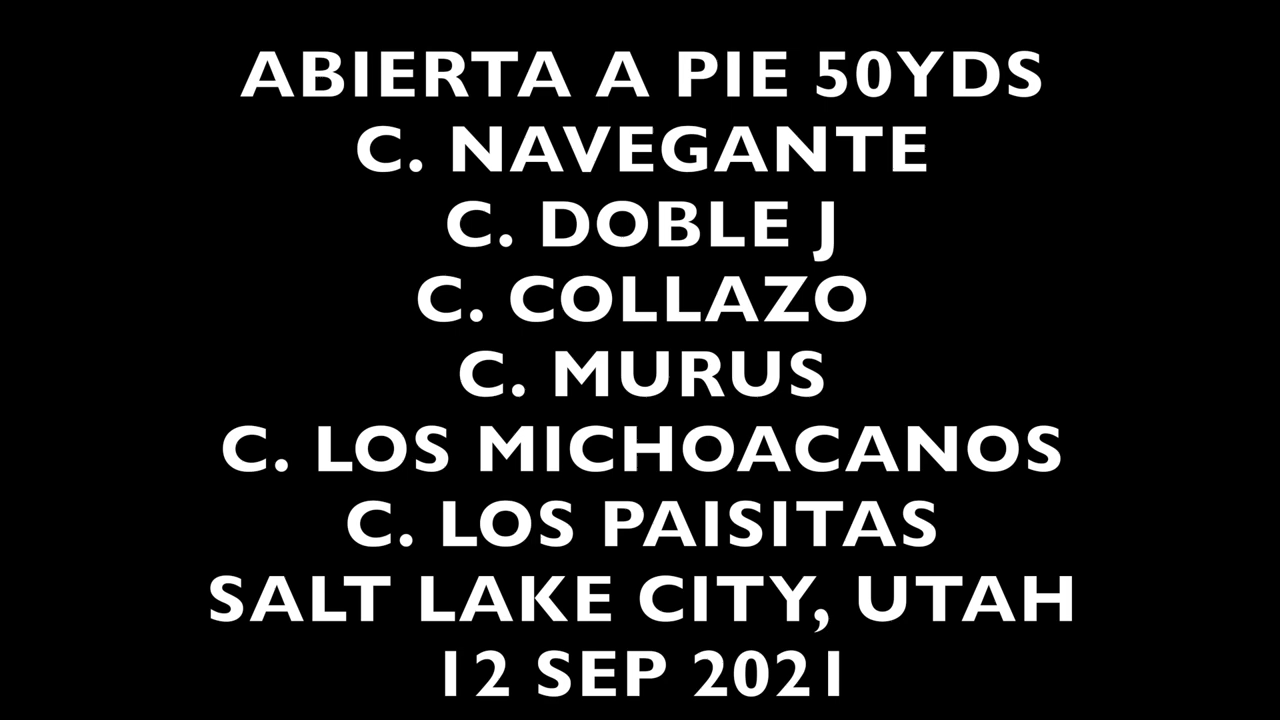 ABIERTA A PIE 50YDS
C. NAVEGANTE
C. DOBLE J
C. COLLAZO
C. MURUS
C. LOS MICHOACANOS
C. LOS PAISITAS
SALT LAKE CITY, UTAH
12 SEP 2021